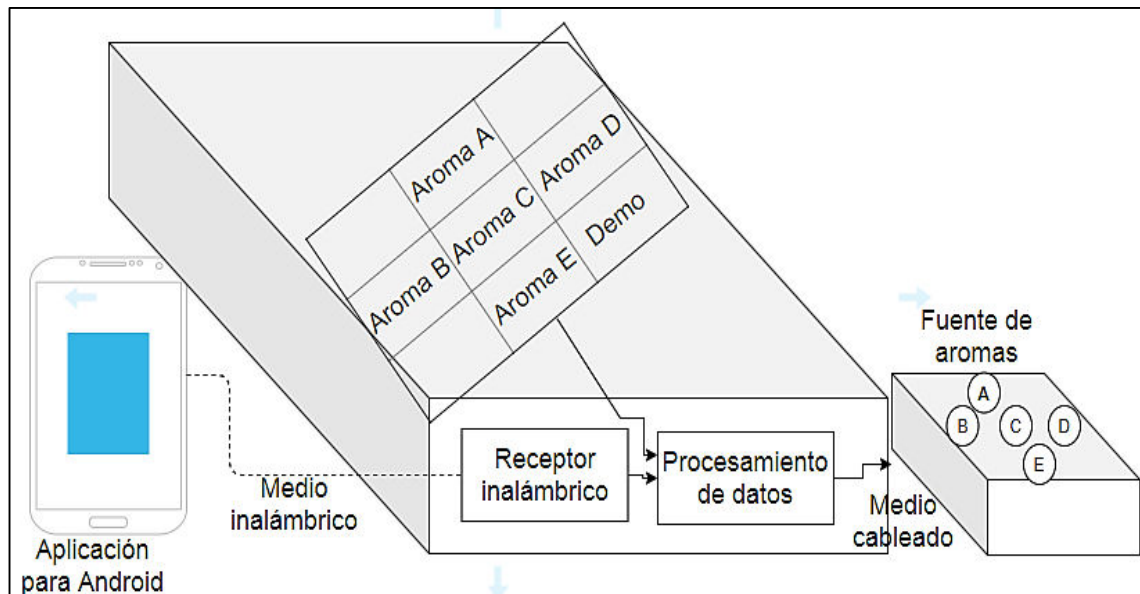 Aroma A
Aroma D
Aroma C
Aroma B
Demo
Aroma E
Fuente de
aromas
A
B
C
D
E
Receptor
inalámbrico
Procesamiento
de datos
Medio
inalámbrico
Medio
cableado
Aplicación
para Android